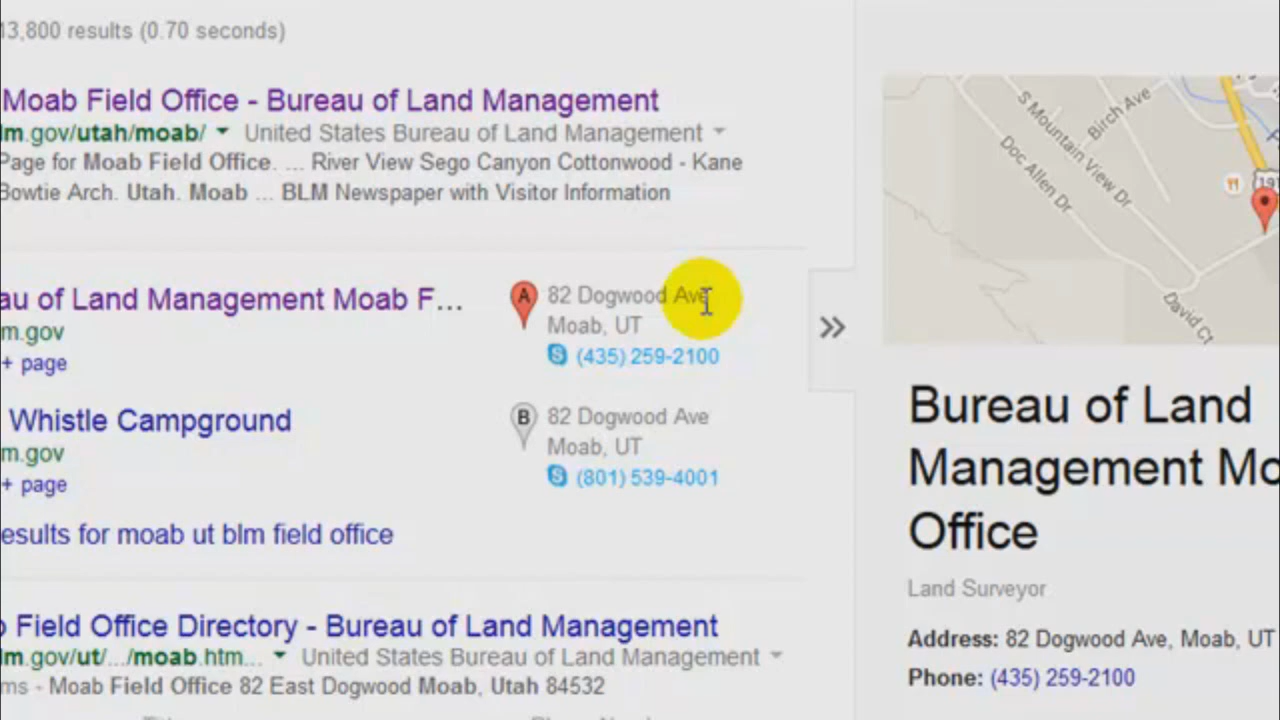 13,800 results (0.70 seconds)
Moab Field Office - Bureau of Land Management
lm.gov/utah/moab/ United States Bureau of Land Management
Page for Moab Field Office. ... River View Sego Canyon Cottonwood - Kane
Bowtie Arch. Utah. Moab ... BLM Newspaper with Visitor Information
au of Land Management Moab F...
lm.gov
+ page
A
82 Dogwood Ave
Moab, UT
(435) 259-2100
Whistle Campground
lm.gov
+ page
B
82 Dogwood Ave
Moab, UT
(801) 539-4001
esults for moab ut blm field office
o Field Office Directory - Bureau of Land Management
lm.gov/ut/.../moab.htm... United States Bureau of Land Management
ms - Moab Field Office 82 East Dogwood Moab, Utah 84532
S Mountain View Dr
Birch Ave
Doc Allen Dr
David Ct
191
Bureau of Land
Management Mo
Office
Land Surveyor
Address: 82 Dogwood Ave, Moab, UT
Phone: (435) 259-2100